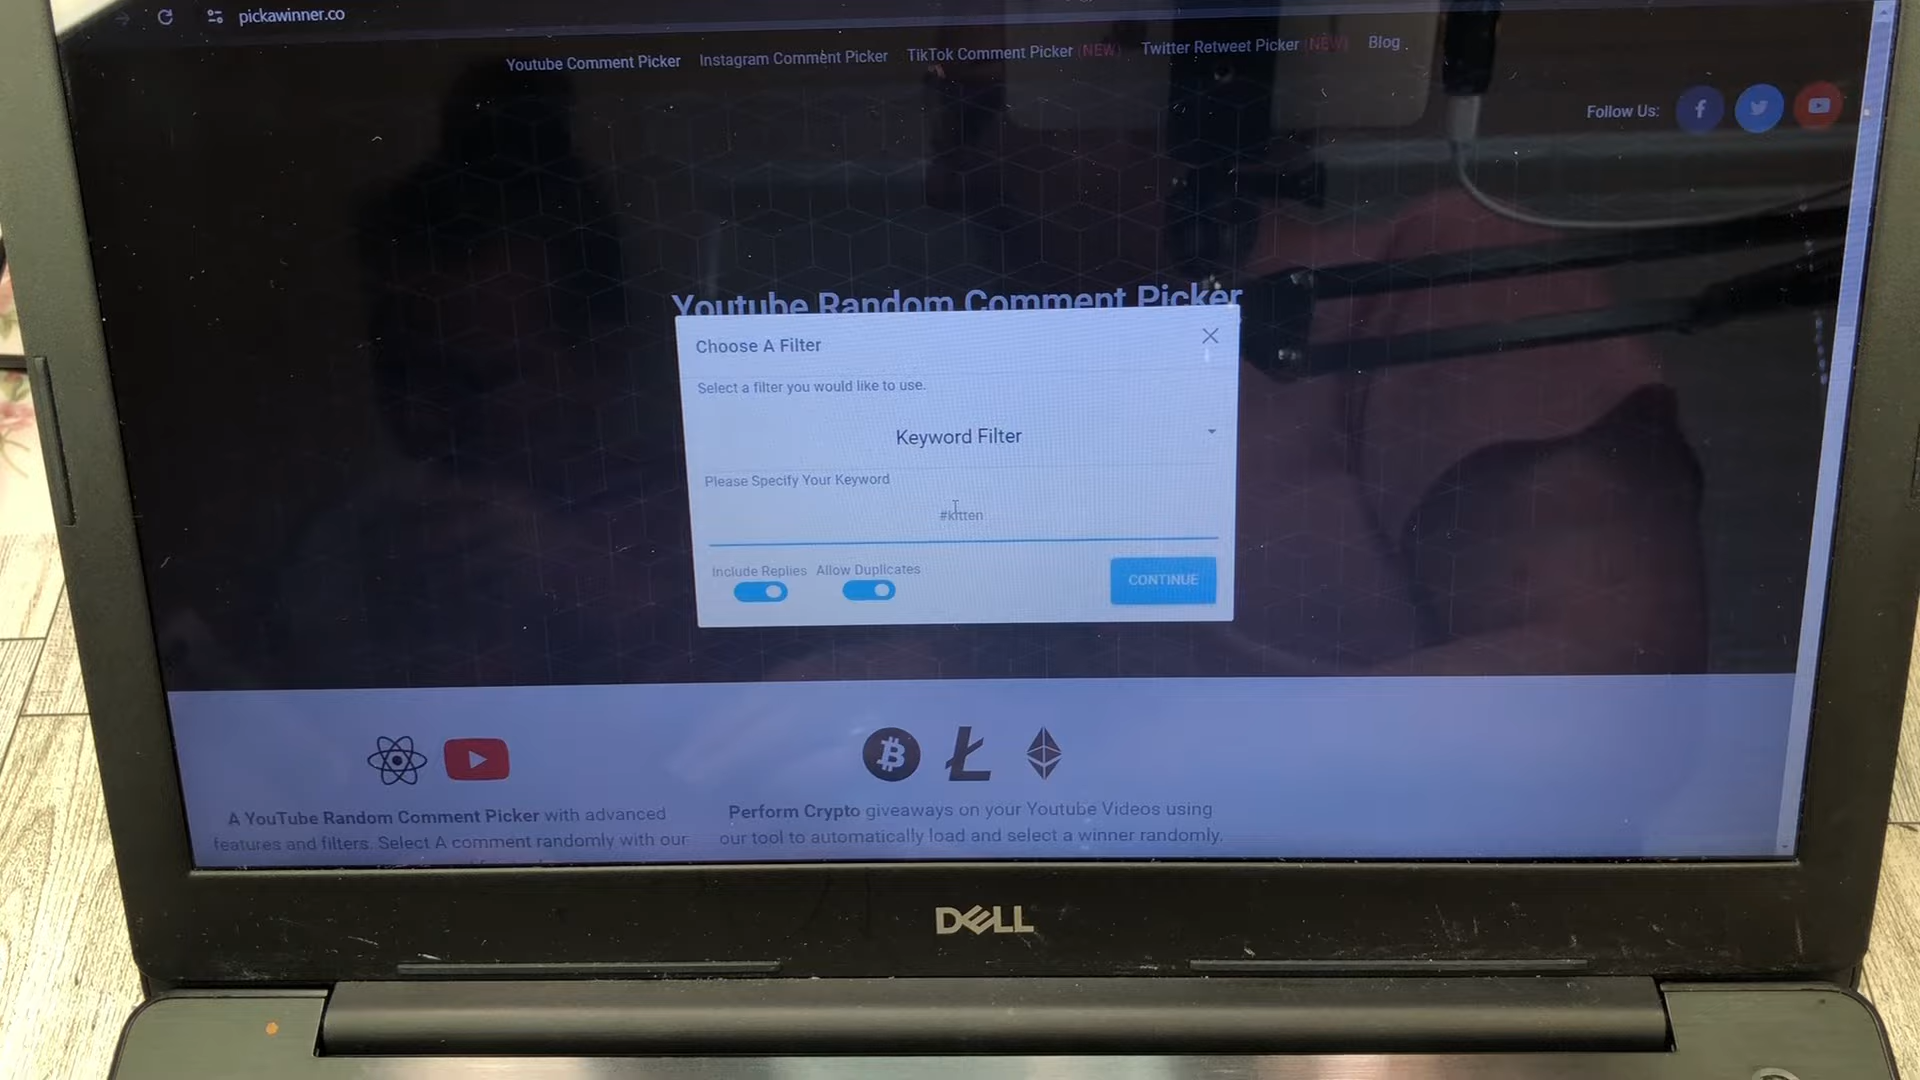 pickawinner.co
Youtube Comment Picker Instagram Comment Picker TikTok Comment Picker (NEW) Twitter Retweet Picker (NEW) Blog
Follow Us:
Youtube Random Comment Picker
Choose A Filter
Select a filter you would like to use.
Keyword Filter
Please Specify Your Keyword
#kitten
Include Replies Allow Duplicates
CONTINUE
A YouTube Random Comment Picker with advanced
features and filters. Select A comment randomly with our
Perform Crypto giveaways on your Youtube Videos using
our tool to automatically load and select a winner randomly.
DELL